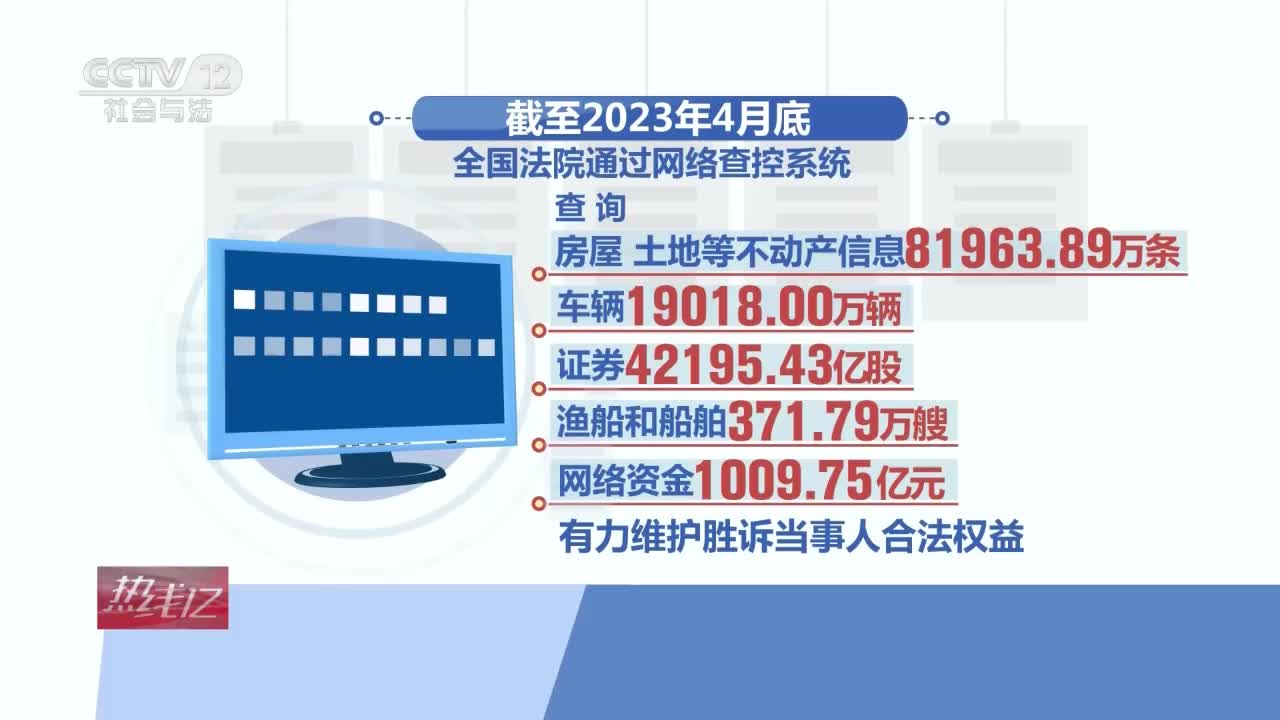 CCTV 12
社会与法
截至2023年4月底
全国法院通过网络查控系统
查 询
房屋 土地等不动产信息81963.89万条
车辆19018.00万辆
证券42195.43亿股
渔船和船舶371.79万艘
网络资金1009.75亿元
有力维护胜诉当事人合法权益
热线12